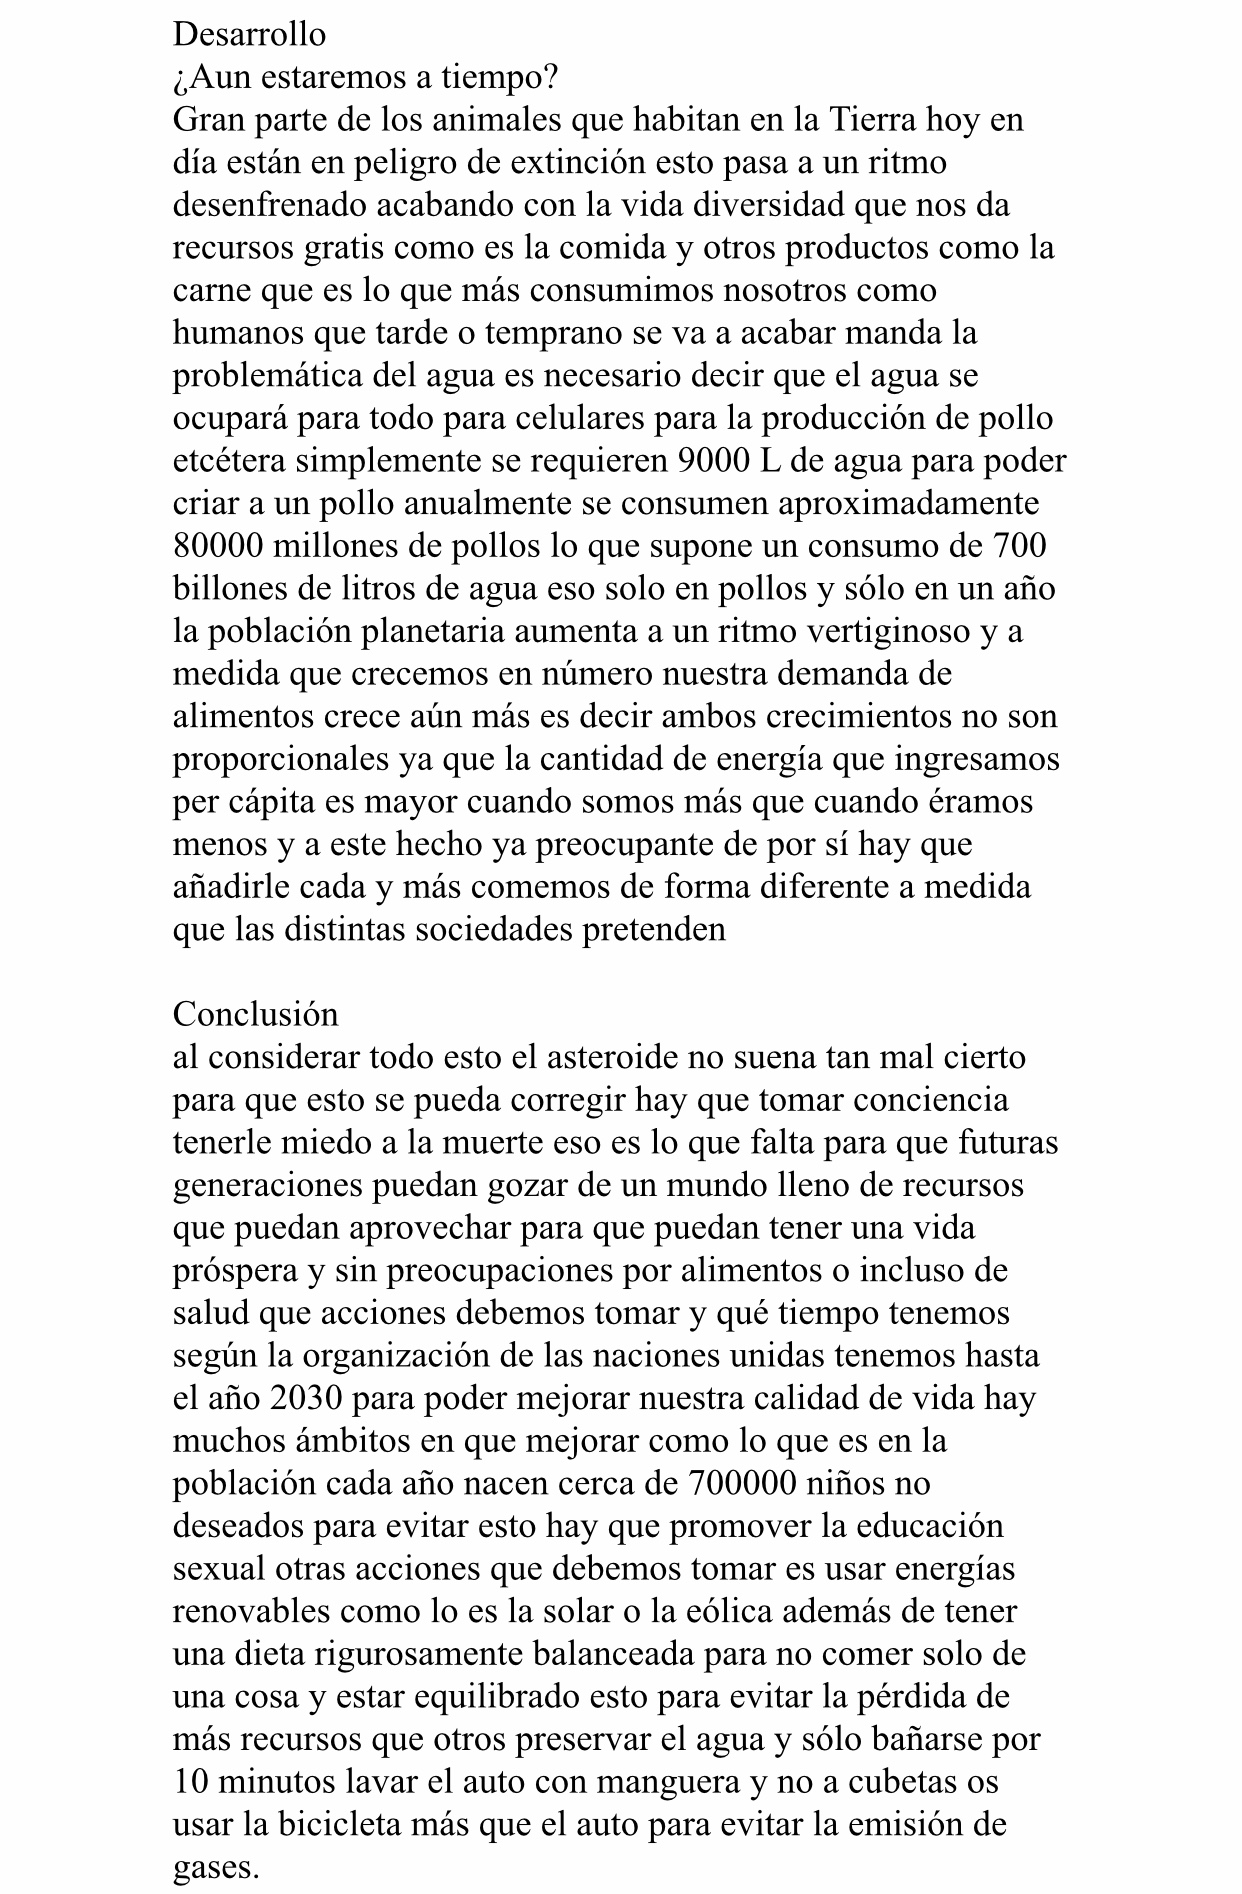 Desarrollo
¿Aun estaremos a tiempo?
Gran parte de los animales que habitan en la Tierra hoy en
día están en peligro de extinción esto pasa a un ritmo
desenfrenado acabando con la vida diversidad que nos da
recursos gratis como es la comida y otros productos como la
carne que es lo que más consumimos nosotros como
humanos que tarde o temprano se va a acabar manda la
problemática del agua es necesario decir que el agua se
ocupará para todo para celulares para la producción de pollo
etcétera simplemente se requieren 9000 L de agua para poder
criar a un pollo anualmente se consumen aproximadamente
80000 millones de pollos lo que supone un consumo de 700
billones de litros de agua eso solo en pollos y sólo en un año
la población planetaria aumenta a un ritmo vertiginoso y a
medida que crecemos en número nuestra demanda de
alimentos crece aún más es decir ambos crecimientos no son
proporcionales ya que la cantidad de energía que ingresamos
per cápita es mayor cuando somos más que cuando éramos
menos y a este hecho ya preocupante de por sí hay que
añadirle cada y más comemos de forma diferente a medida
que las distintas sociedades pretenden
Conclusión
al considerar todo esto el asteroide no suena tan mal cierto
para que esto se pueda corregir hay que tomar conciencia
tenerle miedo a la muerte eso es lo que falta para que futuras
generaciones puedan gozar de un mundo lleno de recursos
que puedan aprovechar para que puedan tener una vida
próspera y sin preocupaciones por alimentos o incluso de
salud que acciones debemos tomar y qué tiempo tenemos
según la organización de las naciones unidas tenemos hasta
el año 2030 para poder mejorar nuestra calidad de vida hay
muchos ámbitos en que mejorar como lo que es en la
población cada año nacen cerca de 700000 niños no
deseados para evitar esto hay que promover la educación
sexual otras acciones que debemos tomar es usar energías
renovables como lo es la solar o la eólica además de tener
una dieta rigurosamente balanceada para no comer solo de
una cosa y estar equilibrado esto para evitar la pérdida de
más recursos que otros preservar el agua y sólo bañarse por
10 minutos lavar el auto con manguera y no a cubetas os
usar la bicicleta más que el auto para evitar la emisión de
gases.